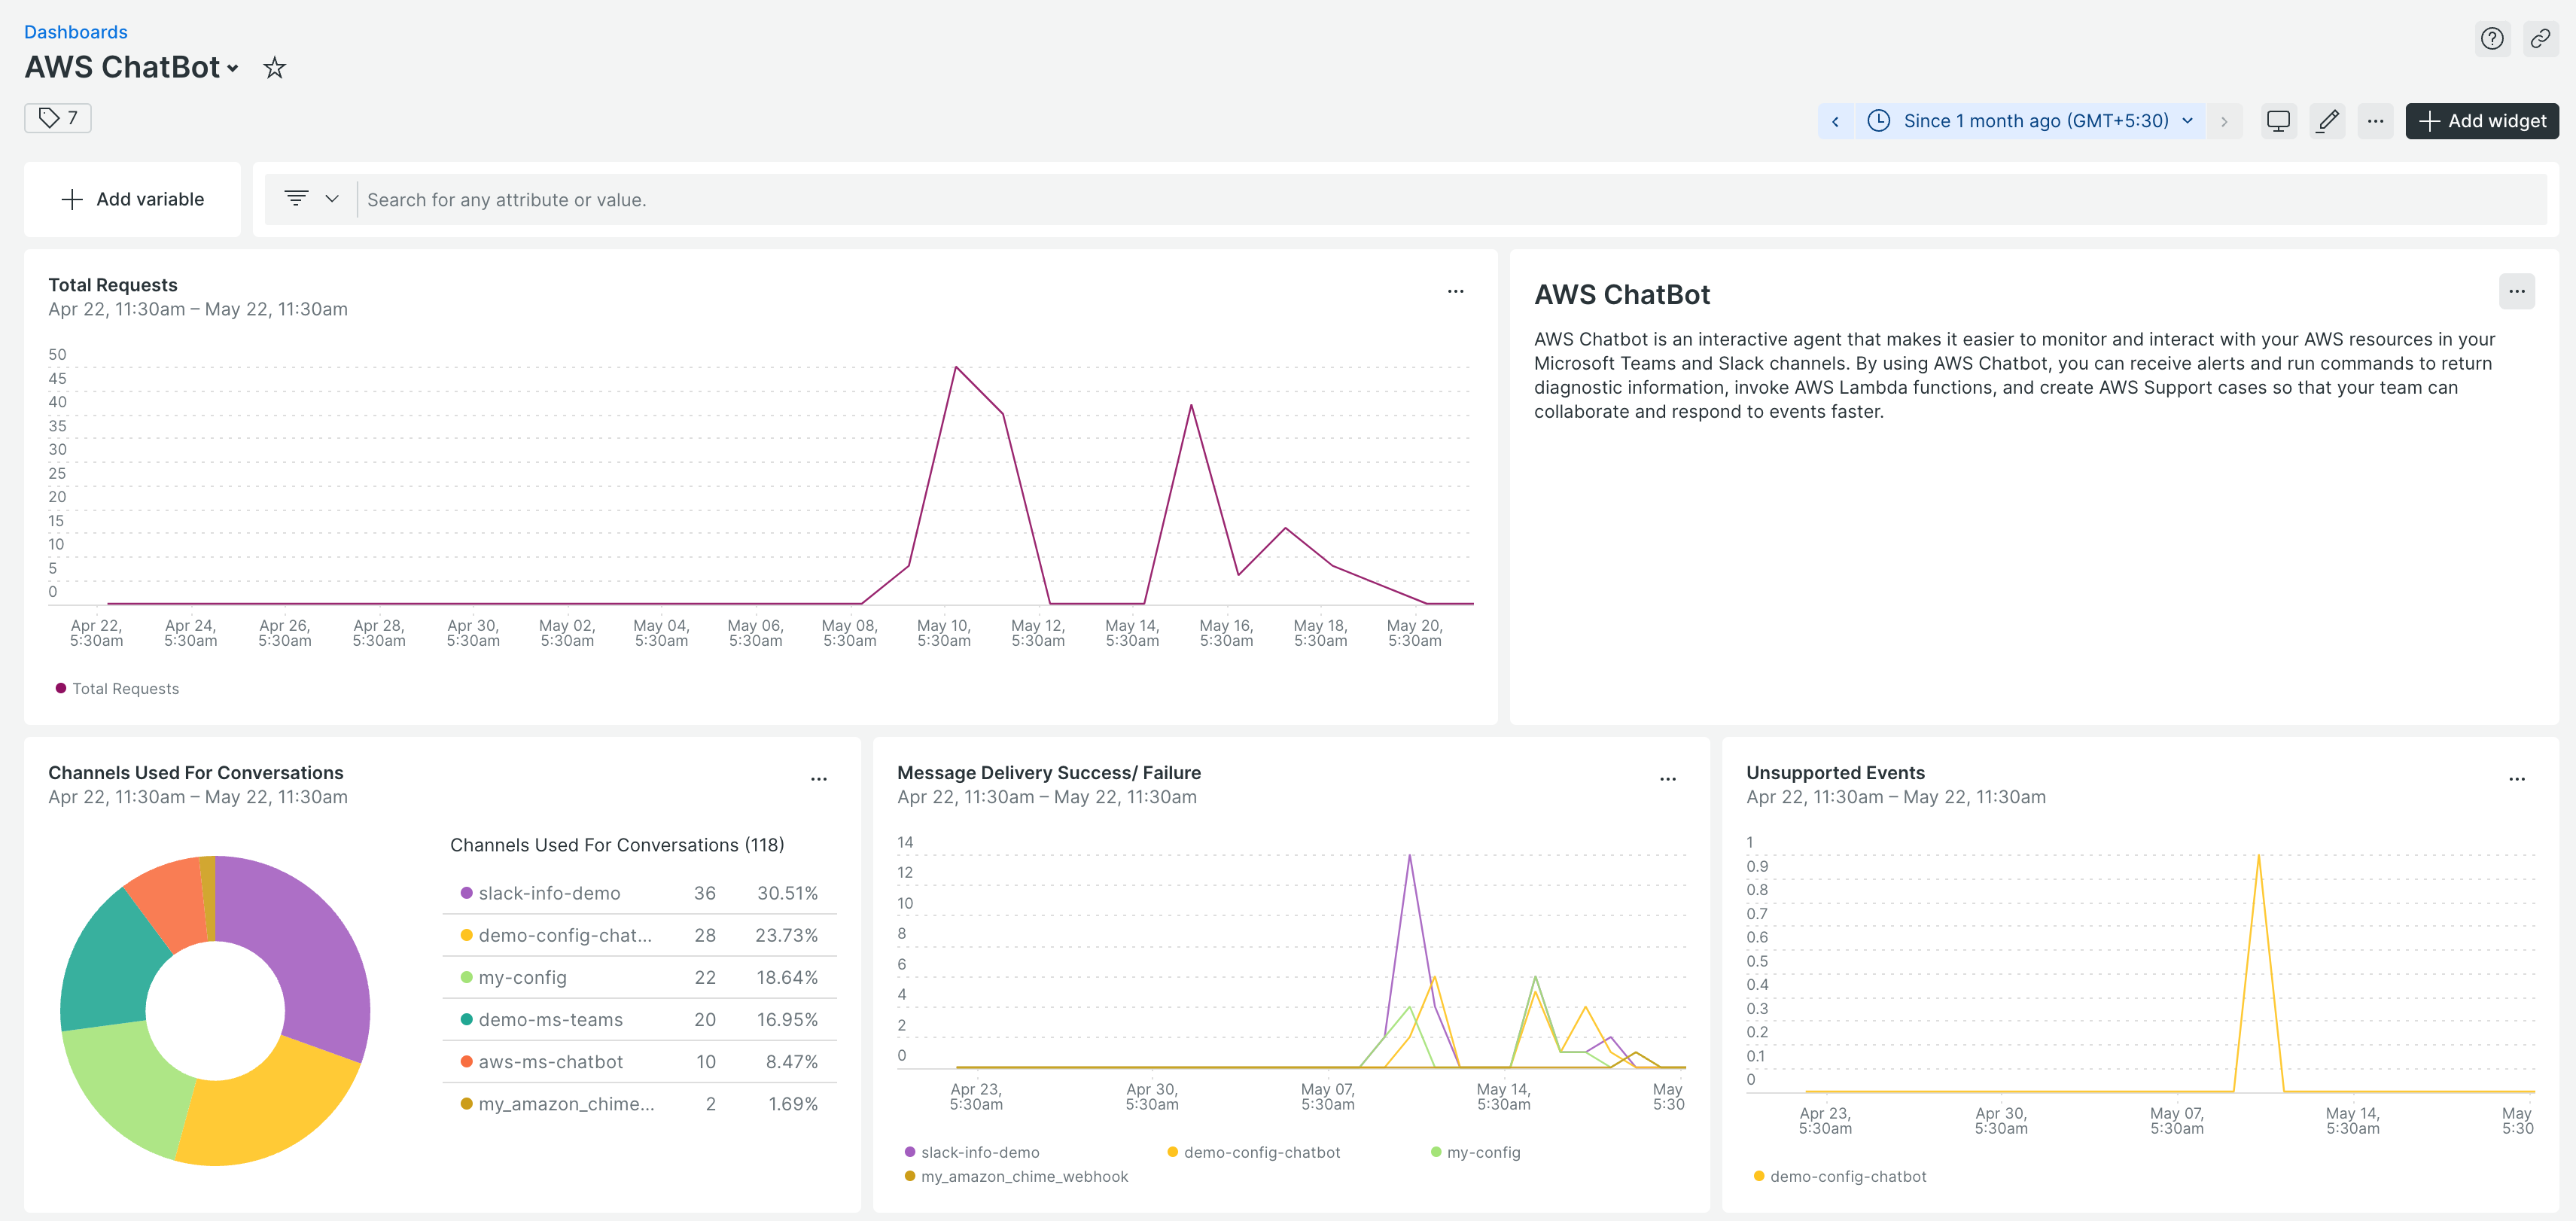 Dashboards
AWS ChatBot
7
Since 1 month ago (GMT+5:30)
Add widget
Add variable
Search for any attribute or value.
Total Requests
Apr 22, 11:30am – May 22, 11:30am
50
45
40
35
30
25
20
15
10
5
0
Apr 22, Apr 24, Apr 26, Apr 28, Apr 30, May 02, May 04, May 06, May 08, May 10, May 12, May 14, May 16, May 18, May 20,
5:30am 5:30am 5:30am 5:30am 5:30am 5:30am 5:30am 5:30am 5:30am 5:30am 5:30am 5:30am 5:30am 5:30am 5:30am
Total Requests
AWS ChatBot
AWS Chatbot is an interactive agent that makes it easier to monitor and interact with your AWS resources in your
Microsoft Teams and Slack channels. By using AWS Chatbot, you can receive alerts and run commands to return
diagnostic information, invoke AWS Lambda functions, and create AWS Support cases so that your team can
collaborate and respond to events faster.
Channels Used For Conversations
Apr 22, 11:30am – May 22, 11:30am
Channels Used For Conversations (118)
slack-info-demo 36 30.51%
demo-config-chat... 28 23.73%
my-config 22 18.64%
demo-ms-teams 20 16.95%
aws-ms-chatbot 10 8.47%
my_amazon_chime... 2 1.69%
Message Delivery Success/ Failure
Apr 22, 11:30am – May 22, 11:30am
14
12
10
8
6
4
2
0
Apr 23, Apr 30, May 07, May 14, May
5:30am 5:30am 5:30am 5:30am 5:30
slack-info-demo demo-config-chatbot my-config
my_amazon_chime_webhook
Unsupported Events
Apr 22, 11:30am – May 22, 11:30am
1
0.9
0.8
0.7
0.6
0.5
0.4
0.3
0.2
0.1
0
Apr 23, Apr 30, May 07, May 14, May
5:30am 5:30am 5:30am 5:30am 5:30
demo-config-chatbot